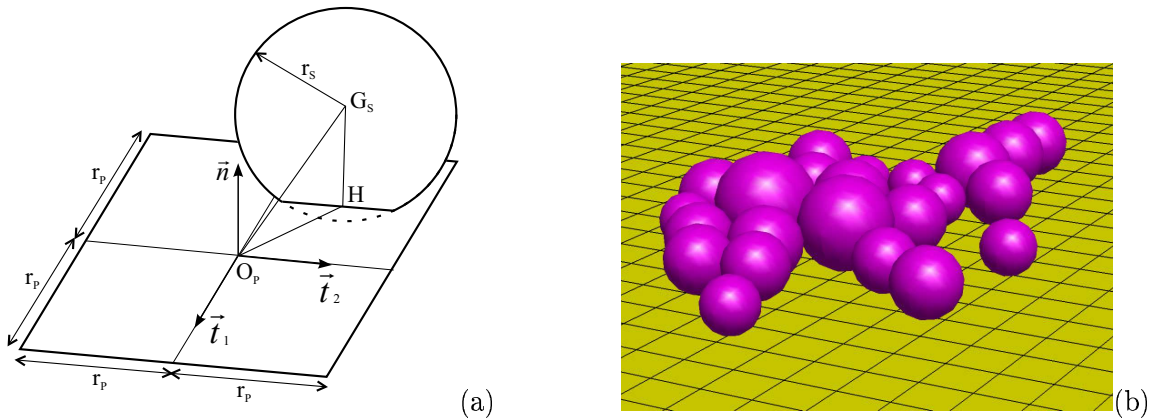 r_S
G_S
r_P
n⃗
H
r_P
O_P
t⃗_2
t⃗_1
r_P
r_P
(a)
(b)